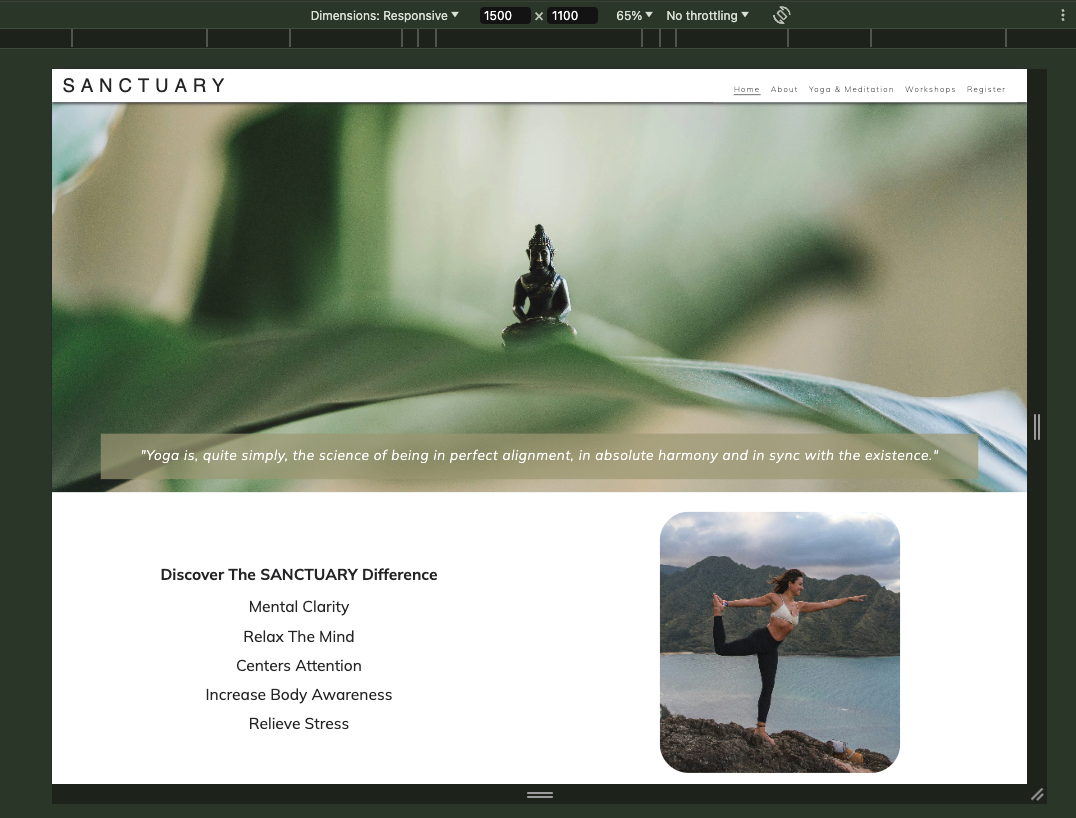 Dimensions: Responsive 1500 x 1100 65% No throttling
SANCTUARY
Home About Yoga & Meditation Workshops Register
"Yoga is, quite simply, the science of being in perfect alignment, in absolute harmony and in sync with the existence."
Discover The SANCTUARY Difference
Mental Clarity
Relax The Mind
Centers Attention
Increase Body Awareness
Relieve Stress